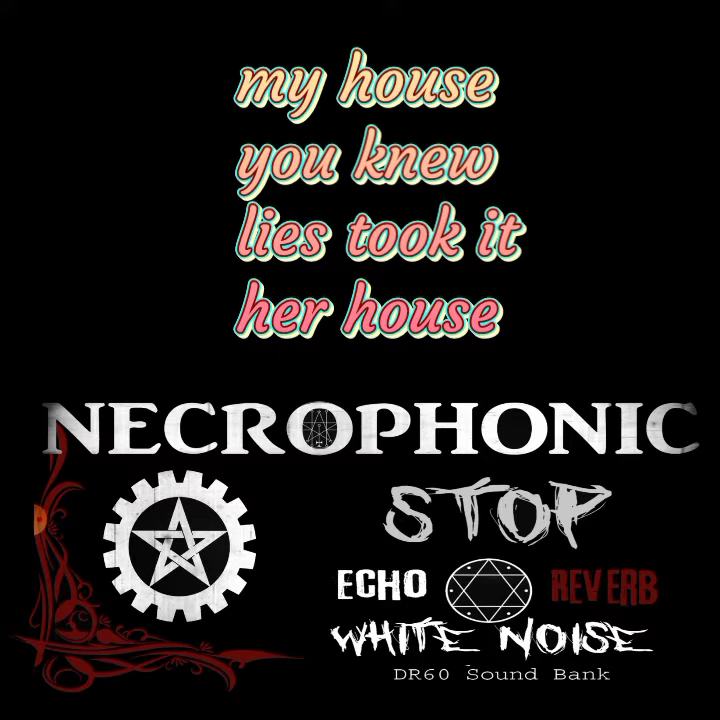 my house
you knew
lies took it
her house
NECROPHONIC
STOP
ECHO REVERB
WHITE NOISE
DR60 Sound Bank